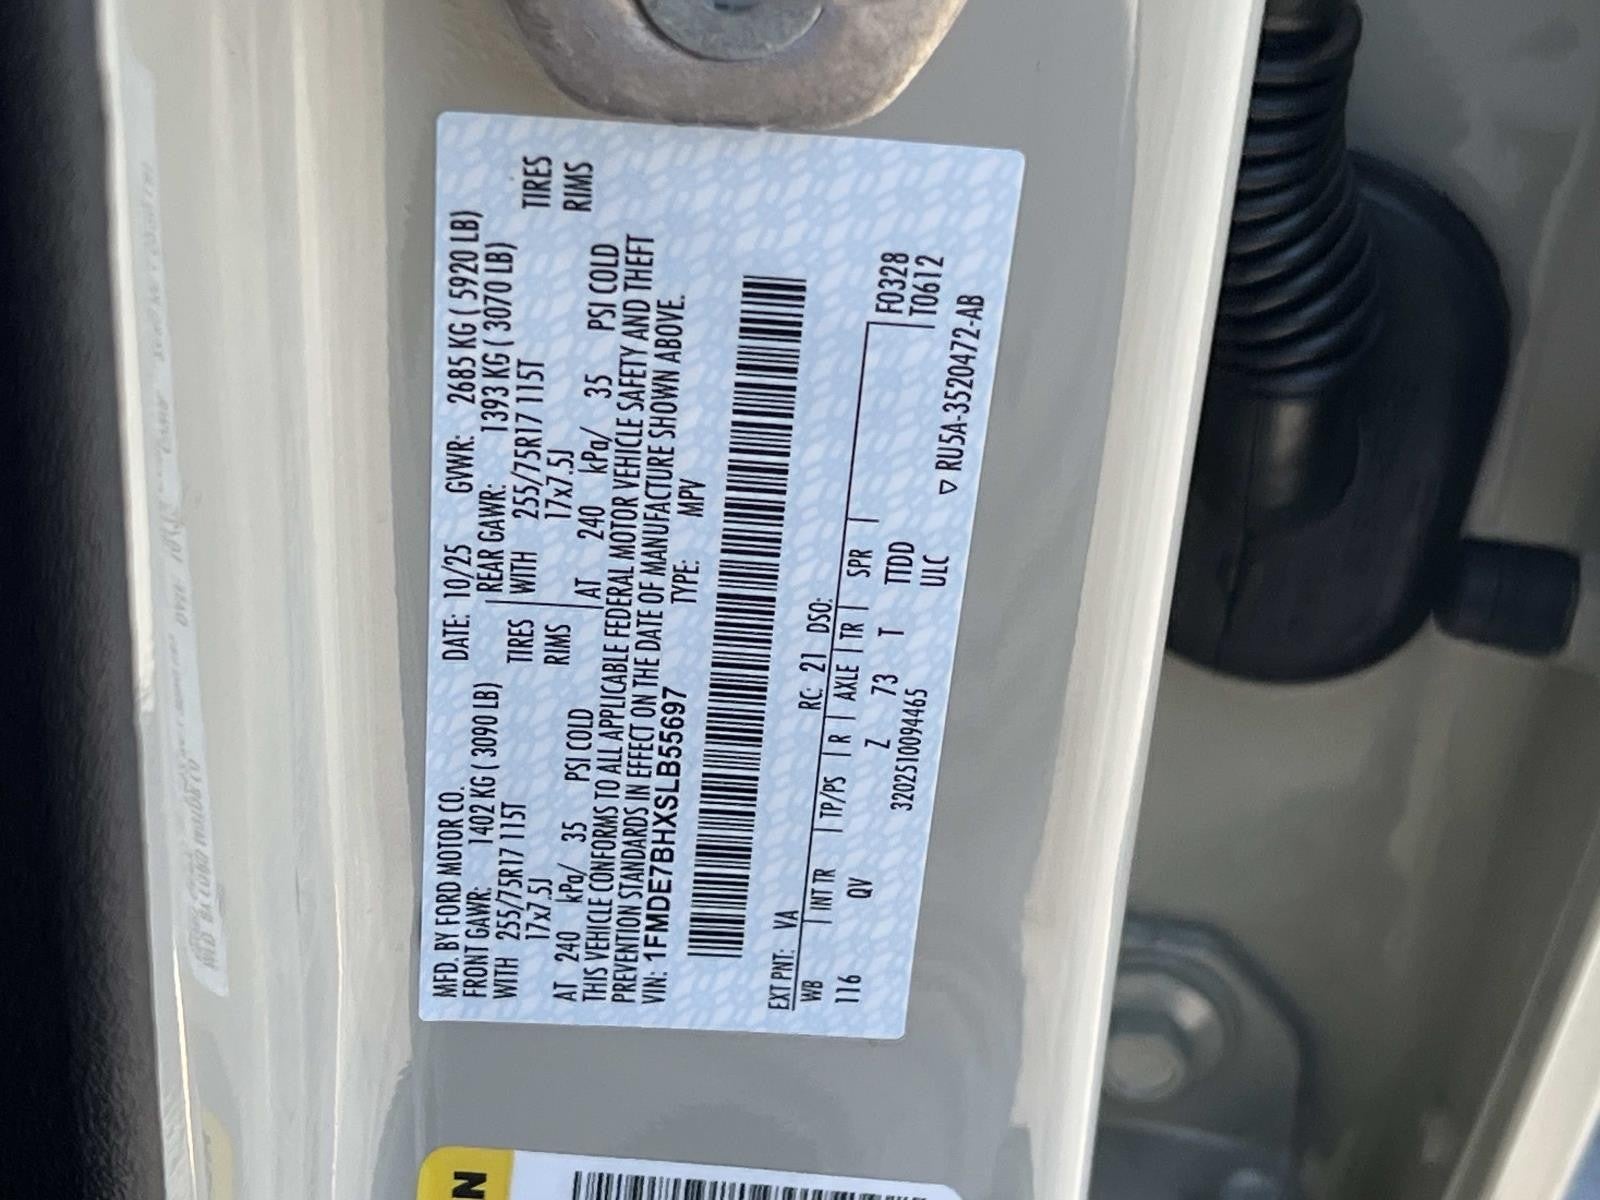 MFD. BY FORD MOTOR CO. DATE: 10/25 GVWR: 2685 KG ( 5920 LB)
FRONT GAWR: 1402 KG ( 3090 LB) REAR GAWR: 1393 KG ( 3070 LB)
WITH 255/75R17 115T TIRES WITH 255/75R17 115T TIRES
17x7.5J RIMS 17x7.5J RIMS
AT 240 kPa/ 35 PSI COLD AT 240 kPa/ 35 PSI COLD
THIS VEHICLE CONFORMS TO ALL APPLICABLE FEDERAL MOTOR VEHICLE SAFETY AND THEFT
PREVENTION STANDARDS IN EFFECT ON THE DATE OF MANUFACTURE SHOWN ABOVE.
VIN: 1FMDE7BHXSLB55697 TYPE: MPV
EXT PNT: VA RC: 21 DSO:
WB INT TR TP/PS R AXLE TR SPR F0328
116 QV Z 73 T TTDD T0612
3202510094465 ULC
▽ RU5A-3520472-AB